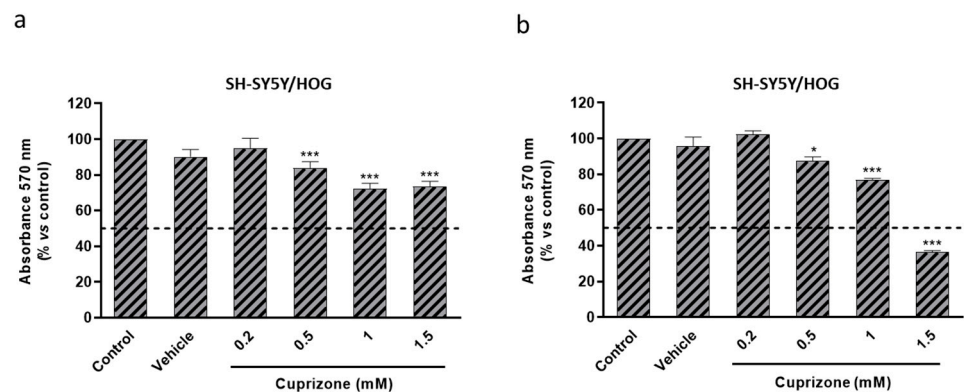 a
SH-SY5Y/HOG
Absorbance 570 nm
(% vs control)
120
100
80
60
40
20
0
***
***
***
Control
Vehicle
0.2
0.5
1
1.5
Cuprizone (mM)
b
SH-SY5Y/HOG
Absorbance 570 nm
(% vs control)
120
100
80
60
40
20
0
*
***
***
Control
Vehicle
0.2
0.5
1
1.5
Cuprizone (mM)